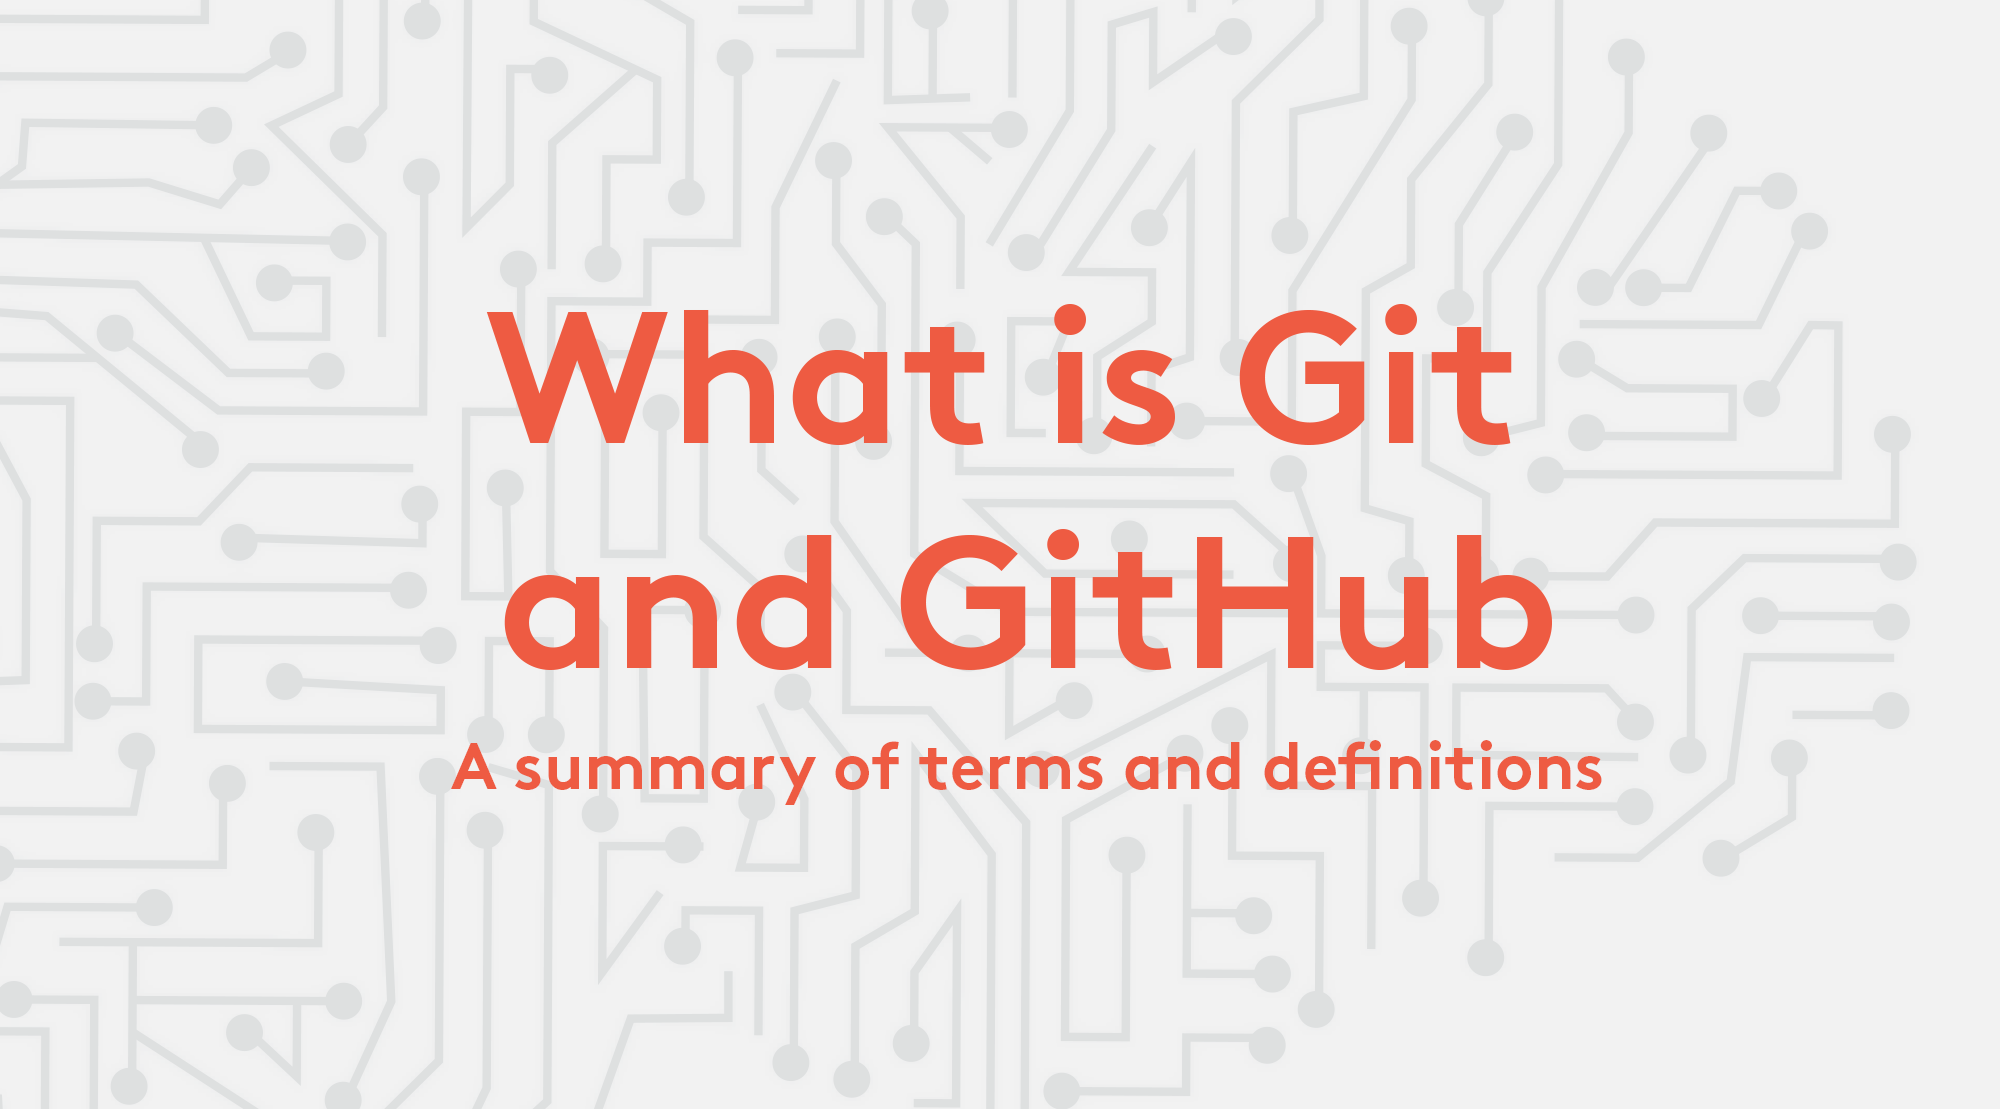 What is Git
and GitHub
A summary of terms and definitions